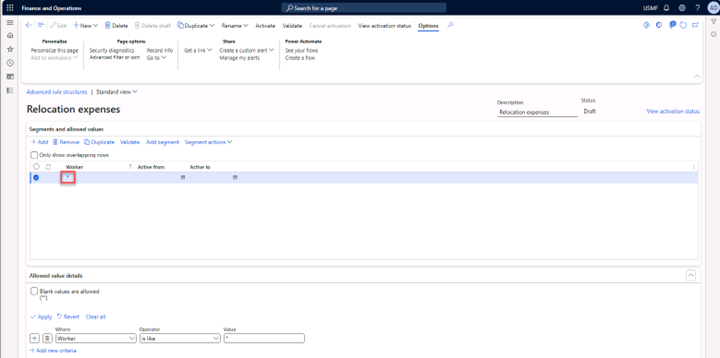 Finance and Operations
Search for a page
USMF
Edit
New
Delete
Delete draft
Duplicate
Rename
Activate
Validate
Cancel activation
View activation status
Options
Personalize
Personalize this page
Add to workspace
Page options
Security diagnostics
Advanced filter or sort
Record info
Go to
Share
Get a link
Create a custom alert
Manage my alerts
Power Automate
See your flows
Create a flow
Advanced rule structures | Standard view
Relocation expenses
Description
Relocation expenses
Status
Draft
View activation status
Segments and allowed values
+ Add
Remove
Duplicate
Validate
Add segment
Segment actions
Only show overlapping rows
Worker
Active from
Active to
*
Allowed value details
Blank values are allowed
("")
Apply
Revert
Clear all
Where
Operator
Value
Worker
is like
*
+ Add new criteria